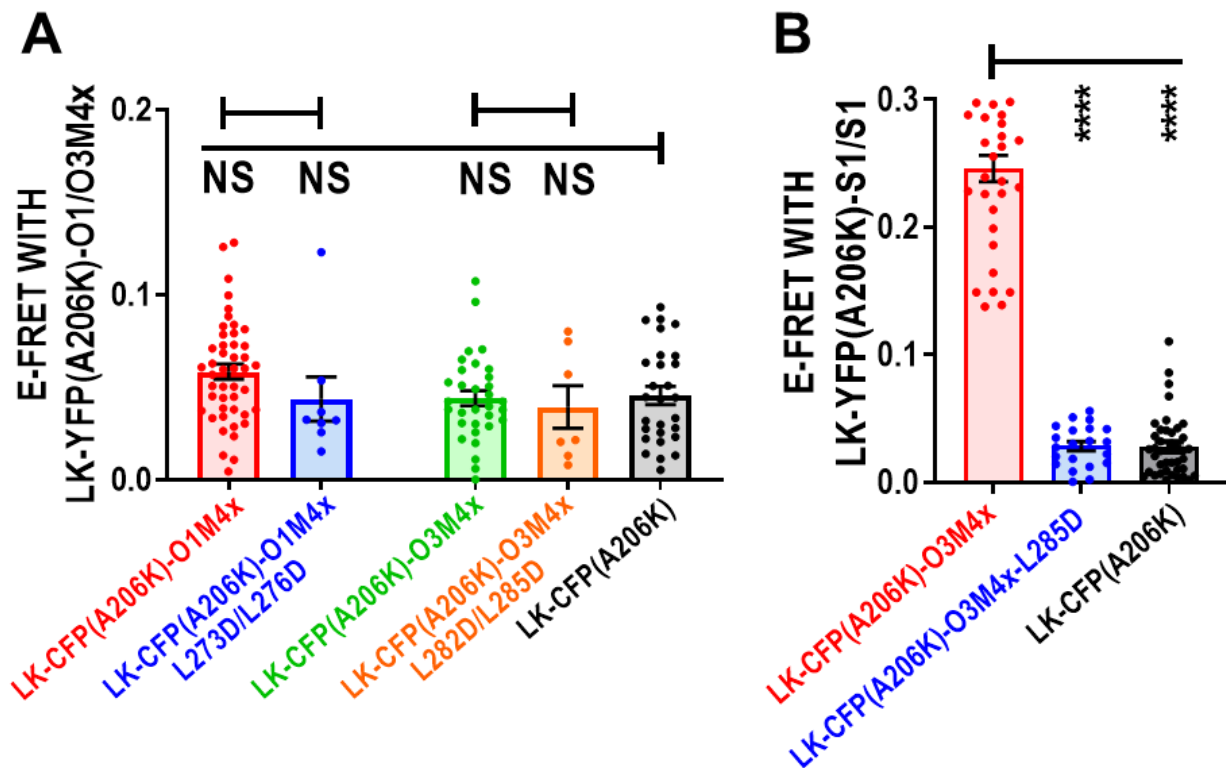 A
E-FRET WITH
LK-YFP(A206K)-O1/O3M4x
0.2
0.1
0.0
NS NS NS NS
LK-CFP(A206K)-O1M4x
LK-CFP(A206K)-O1M4x
L273D/L276D
LK-CFP(A206K)-O3M4x
LK-CFP(A206K)-O3M4x
L282D/L285D
LK-CFP(A206K)
B
E-FRET WITH
LK-YFP(A206K)-S1/S1
0.3
0.2
0.1
0.0
****
****
LK-CFP(A206K)-O3M4x
LK-CFP(A206K)-O3M4x-L285D
LK-CFP(A206K)